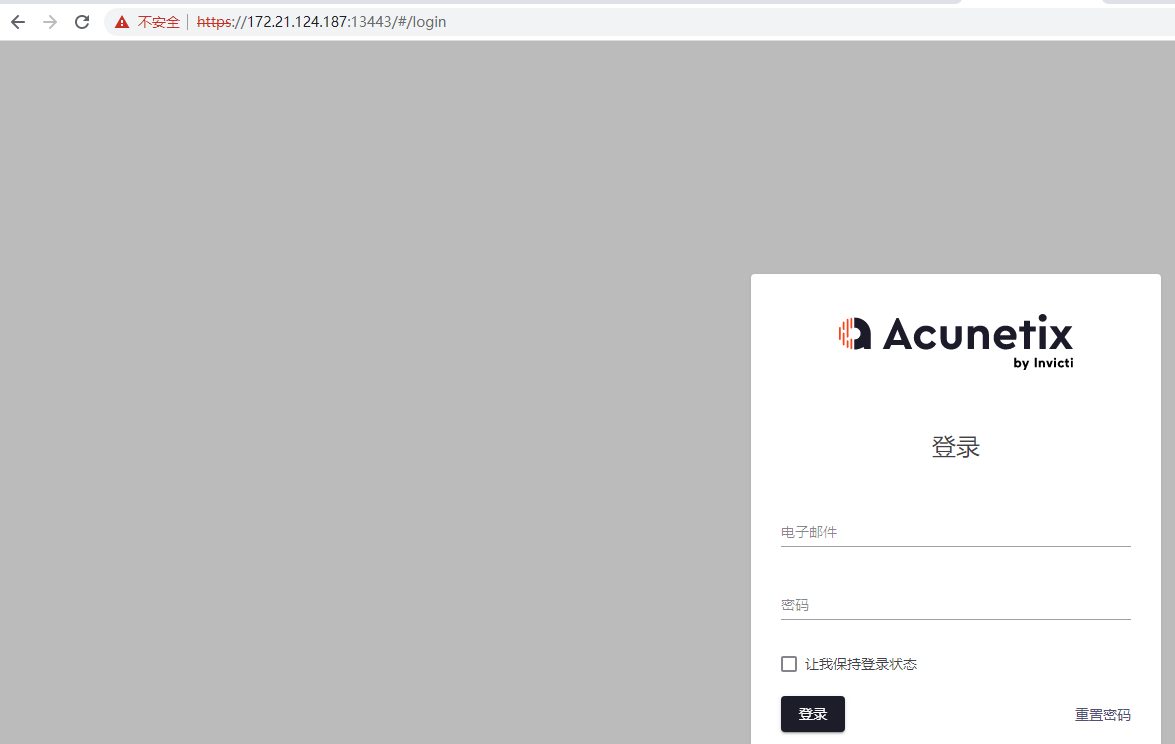 不安全 | https://172.21.124.187:13443/#/login
Acunetix
by Invicti
登录
电子邮件
密码
让我保持登录状态
登录 重置密码